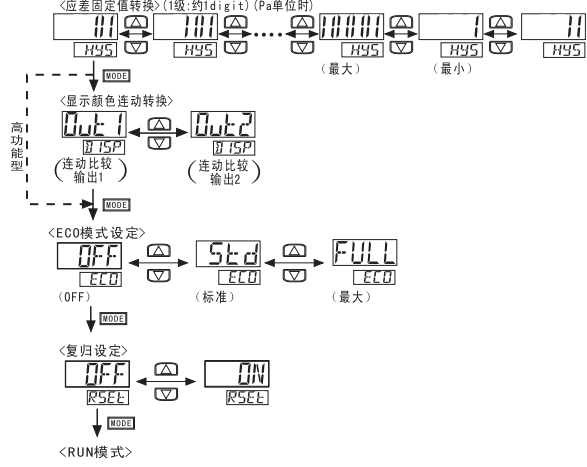 <应差固定值转换>(1级:约1digit)(Pa单位时)
HYS HYS HYS HYS HYS
(最大) (最小)
MODE
<显示颜色连动转换>
Out1 Out2
DISP DISP
(连动比较输出1) (连动比较输出2)
高功能型
MODE
<ECO模式设定>
OFF Std FULL
ECO ECO ECO
(OFF) (标准) (最大)
MODE
<复归设定>
OFF ON
RSEt RSEt
MODE
<RUN模式>